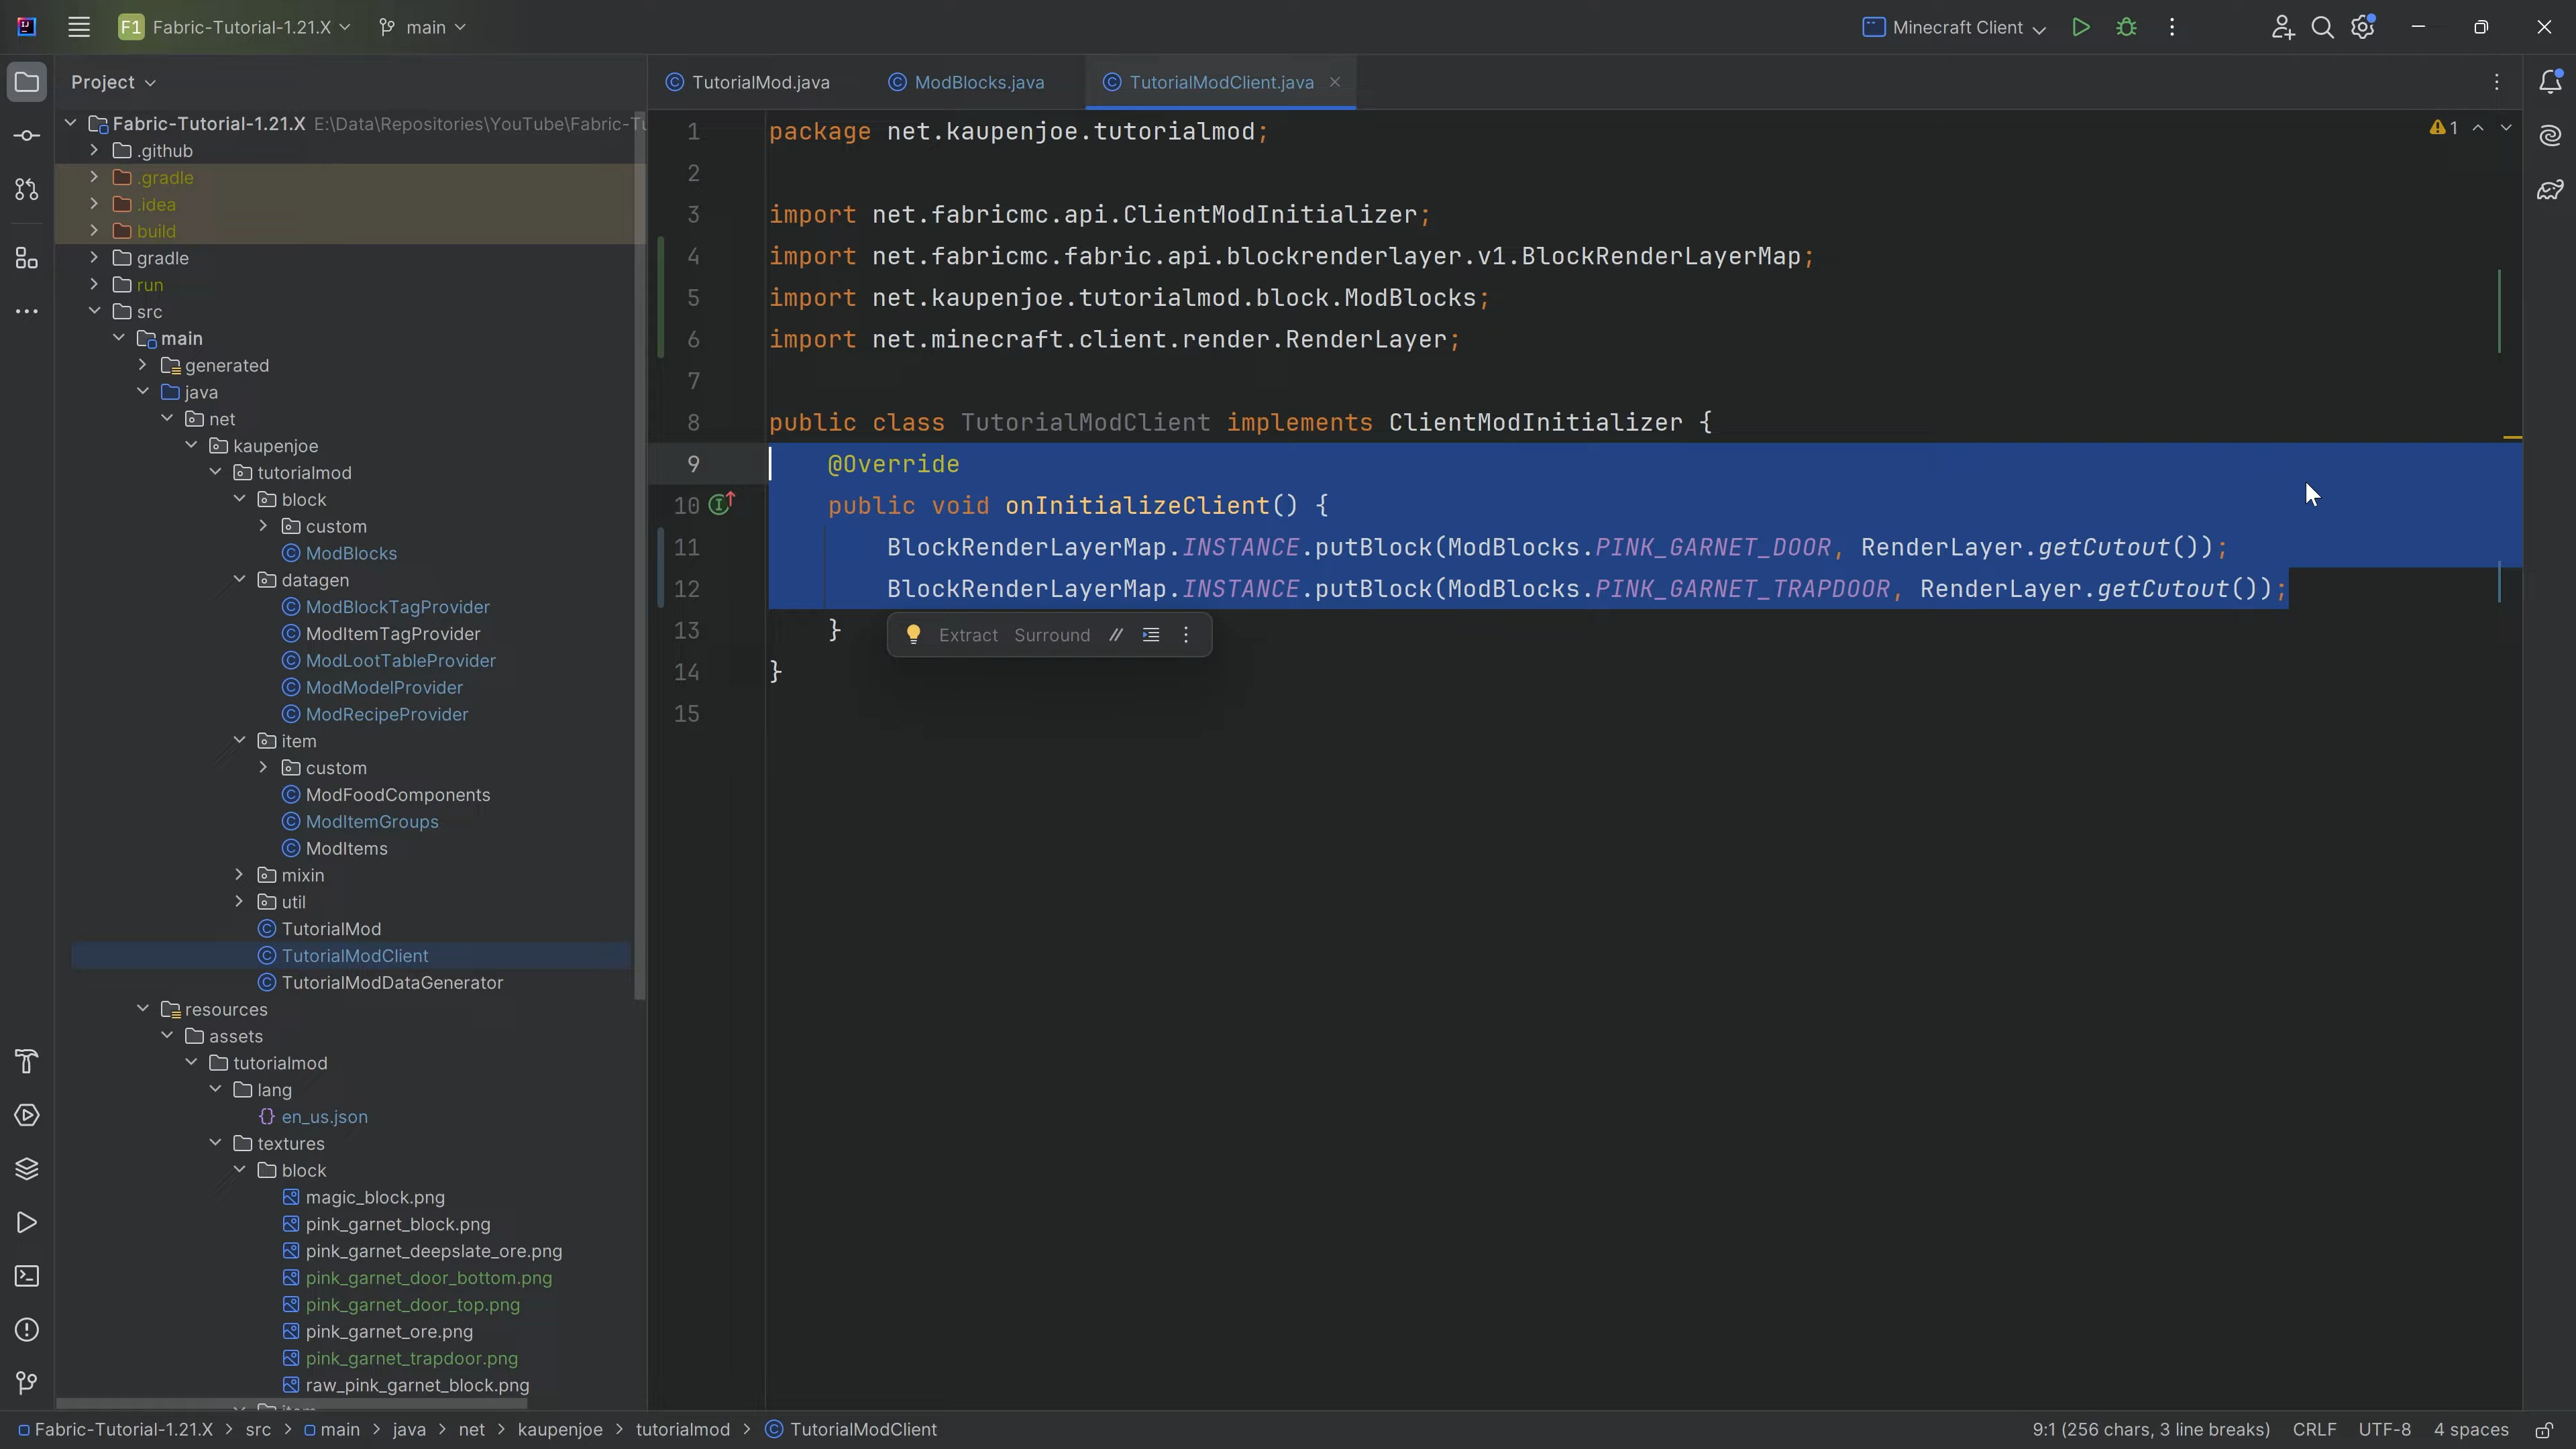 F1 Fabric-Tutorial-1.21.X main Minecraft Client
Project
TutorialMod.java ModBlocks.java TutorialModClient.java
Fabric-Tutorial-1.21.X E:\Data\Repositories\YouTube\Fabric-Tu
.github
.gradle
.idea
build
gradle
run
src
main
generated
java
net
kaupenjoe
tutorialmod
block
custom
ModBlocks
datagen
ModBlockTagProvider
ModItemTagProvider
ModLootTableProvider
ModModelProvider
ModRecipeProvider
item
custom
ModFoodComponents
ModItemGroups
ModItems
mixin
util
TutorialMod
TutorialModClient
TutorialModDataGenerator
resources
assets
tutorialmod
lang
en_us.json
textures
block
magic_block.png
pink_garnet_block.png
pink_garnet_deepslate_ore.png
pink_garnet_door_bottom.png
pink_garnet_door_top.png
pink_garnet_ore.png
pink_garnet_trapdoor.png
raw_pink_garnet_block.png
1 package net.kaupenjoe.tutorialmod;
2
3 import net.fabricmc.api.ClientModInitializer;
4 import net.fabricmc.fabric.api.blockrenderlayer.v1.BlockRenderLayerMap;
5 import net.kaupenjoe.tutorialmod.block.ModBlocks;
6 import net.minecraft.client.render.RenderLayer;
7
8 public class TutorialModClient implements ClientModInitializer {
9 @Override
10 public void onInitializeClient() {
11 BlockRenderLayerMap.INSTANCE.putBlock(ModBlocks.PINK_GARNET_DOOR, RenderLayer.getCutout());
12 BlockRenderLayerMap.INSTANCE.putBlock(ModBlocks.PINK_GARNET_TRAPDOOR, RenderLayer.getCutout());
13 }
Extract Surround //
14 }
15
1
Fabric-Tutorial-1.21.X > src > main > java > net > kaupenjoe > tutorialmod > TutorialModClient
9:1 (256 chars, 3 line breaks) CRLF UTF-8 4 spaces